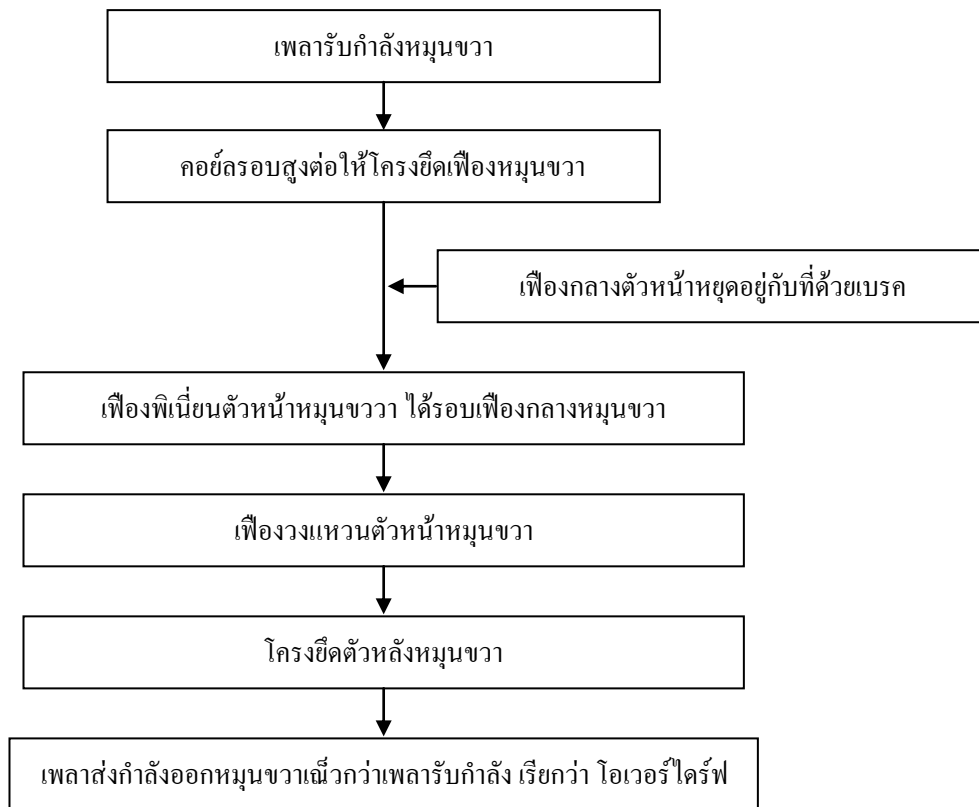 เพลารับกำลังหมุนขวา
คอย์ลรอบสูงต่อให้โครงยึดเฟืองหมุนขวา
เฟืองกลางตัวหน้าหยุดอยู่กับที่ด้วยเบรค
เฟืองพิเนี่ยนตัวหน้าหมุนขววา ได้รอบเฟืองกลางหมุนขวา
เฟืองวงแหวนตัวหน้าหมุนขวา
โครงยึดตัวหลังหมุนขวา
เพลาส่งกำลังออกหมุนขวาเณ็วกว่าเพลารับกำลัง เรียกว่า โอเวอร์ไดร์ฟ